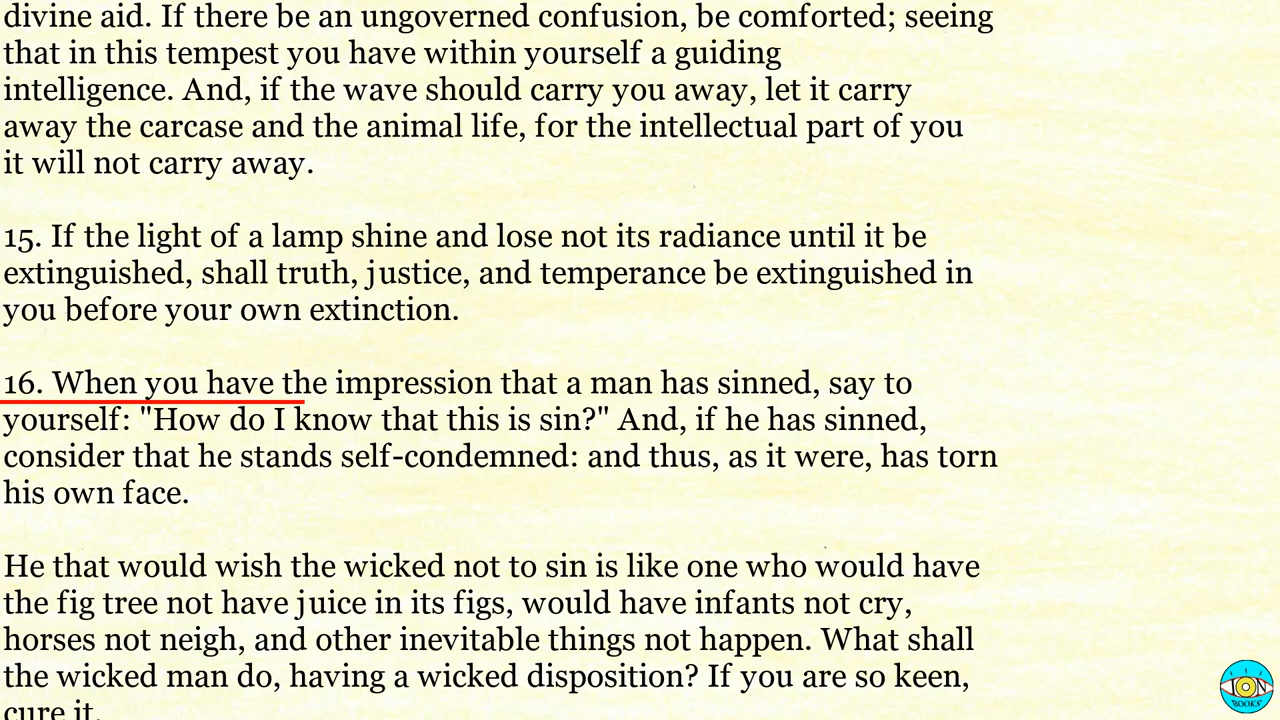 divine aid. If there be an ungoverned confusion, be comforted; seeing
that in this tempest you have within yourself a guiding
intelligence. And, if the wave should carry you away, let it carry
away the carcase and the animal life, for the intellectual part of you
it will not carry away.
15. If the light of a lamp shine and lose not its radiance until it be
extinguished, shall truth, justice, and temperance be extinguished in
you before your own extinction.
16. When you have the impression that a man has sinned, say to
yourself: "How do I know that this is sin?" And, if he has sinned,
consider that he stands self-condemned: and thus, as it were, has torn
his own face.
He that would wish the wicked not to sin is like one who would have
the fig tree not have juice in its figs, would have infants not cry,
horses not neigh, and other inevitable things not happen. What shall
the wicked man do, having a wicked disposition? If you are so keen,
cure it.
ION
BOOKS